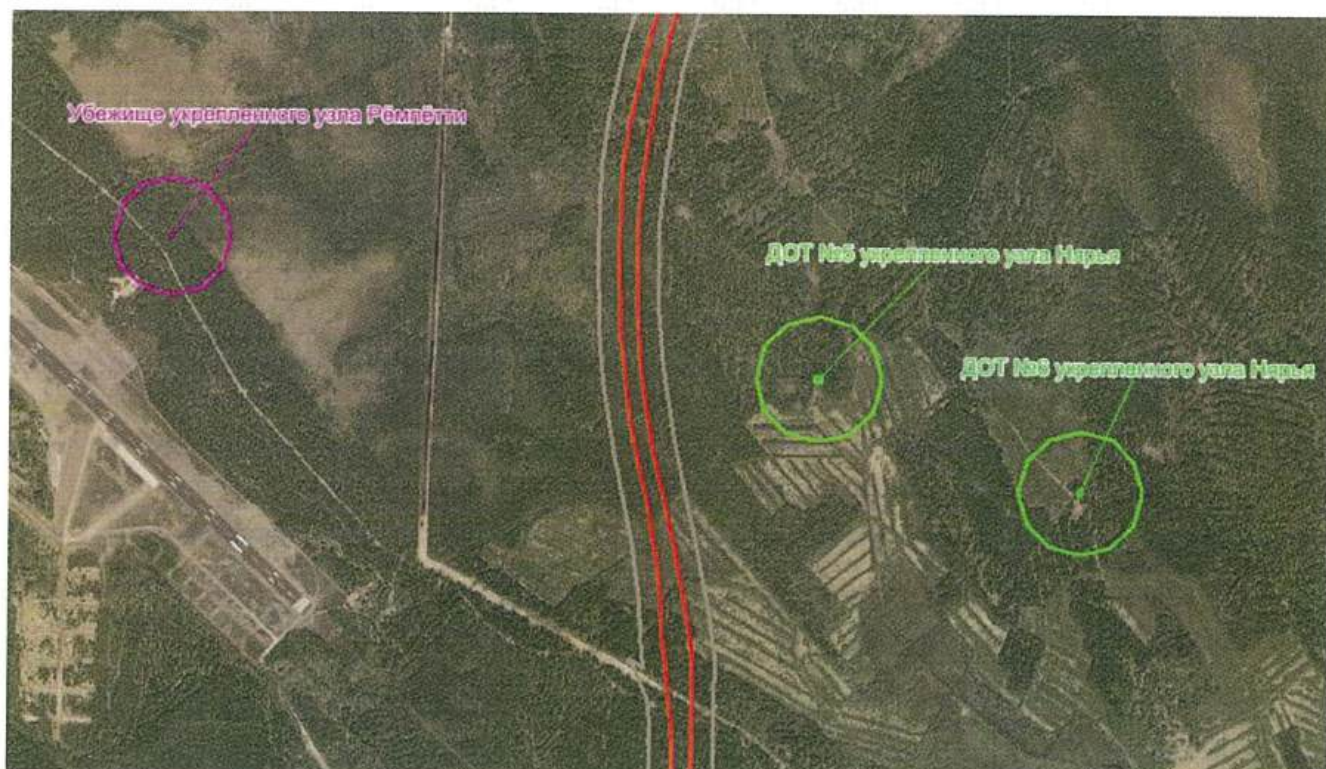 Убежище укрепленного узла Рёмпётти
ДОТ №5 укрепленного узла Нярья
ДОТ №6 укрепленного узла Нярья